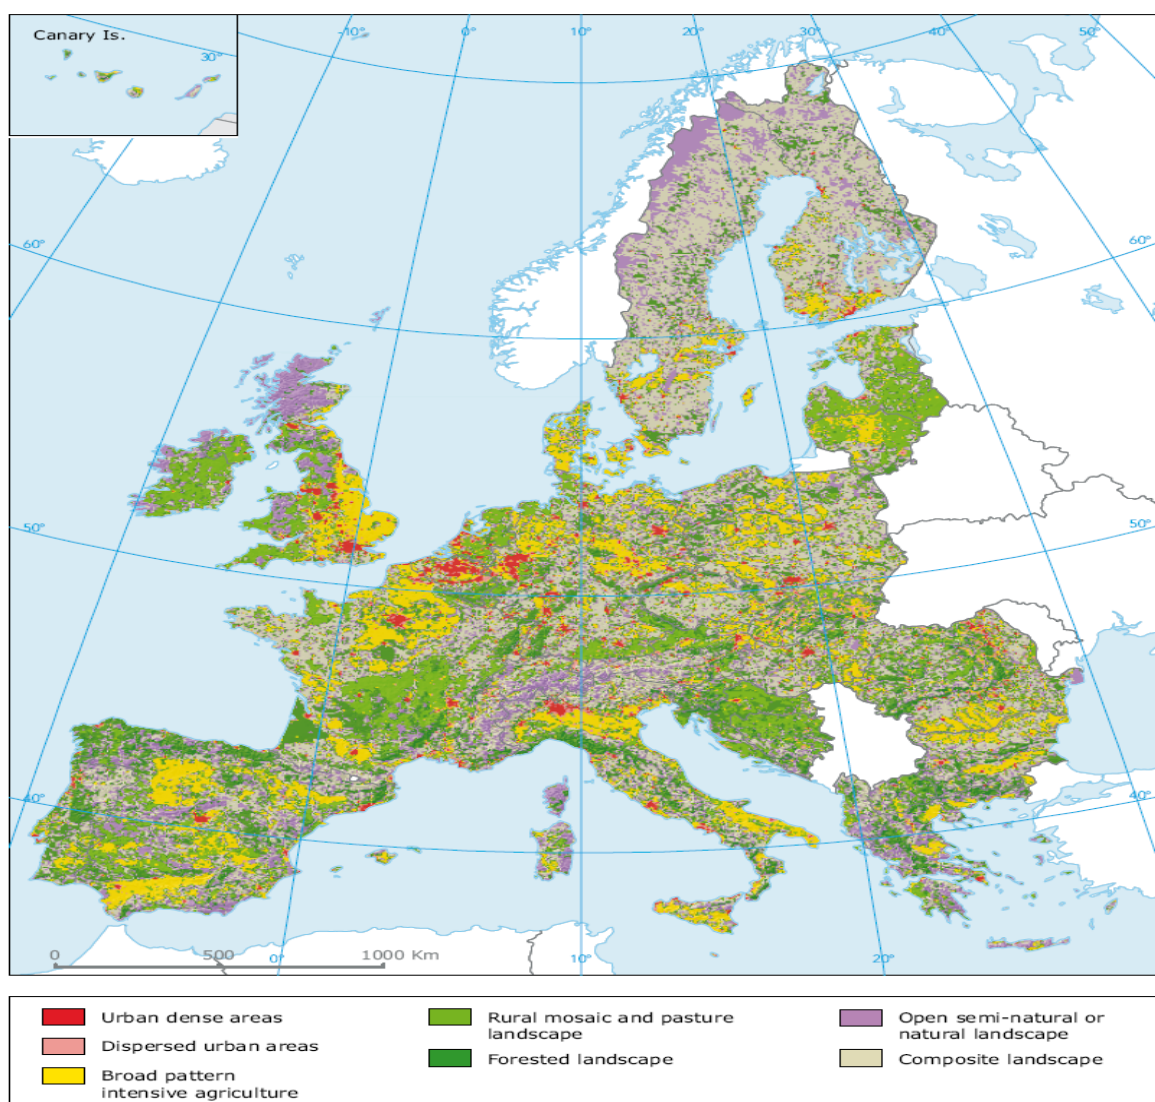 Canary Is.
30°
-10°
0°
10°
20°
30°
40°
50°
60°
60°
50°
50°
40°
40°
0
500
1000 Km
0°
10°
20°
Urban dense areas
Dispersed urban areas
Broad pattern
intensive agriculture
Rural mosaic and pasture
landscape
Forested landscape
Open semi-natural or
natural landscape
Composite landscape